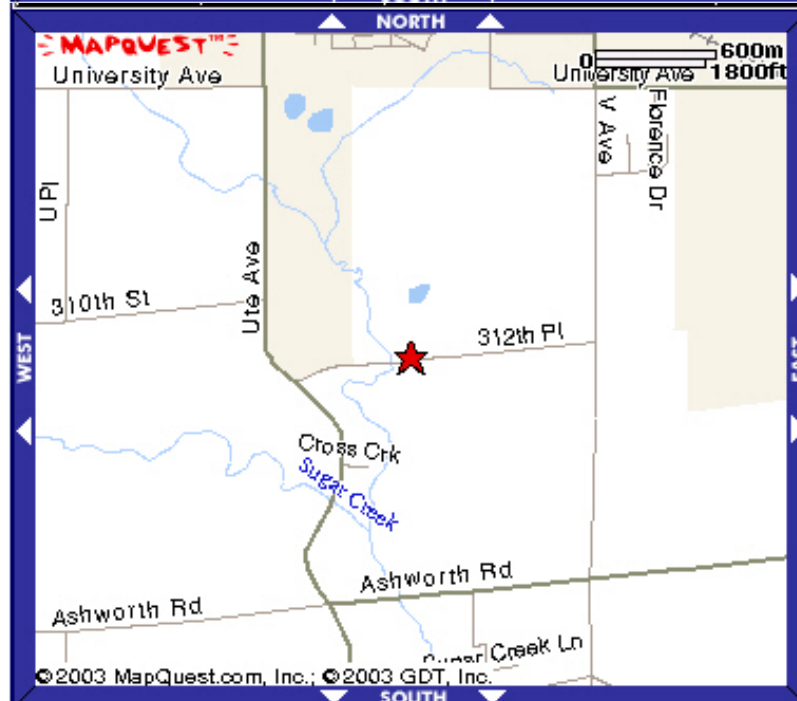 NORTH
MAPQUEST™
0 600m
1800ft
University Ave
University Ave
V Ave
Florence Dr
U Pl
Ute Ave
310th St
312th Pl
WEST
EAST
Cross Crk
Sugar Creek
Ashworth Rd
Ashworth Rd
Sugar Creek Ln
©2003 MapQuest.com, Inc.; ©2003 GDT, Inc.
SOUTH